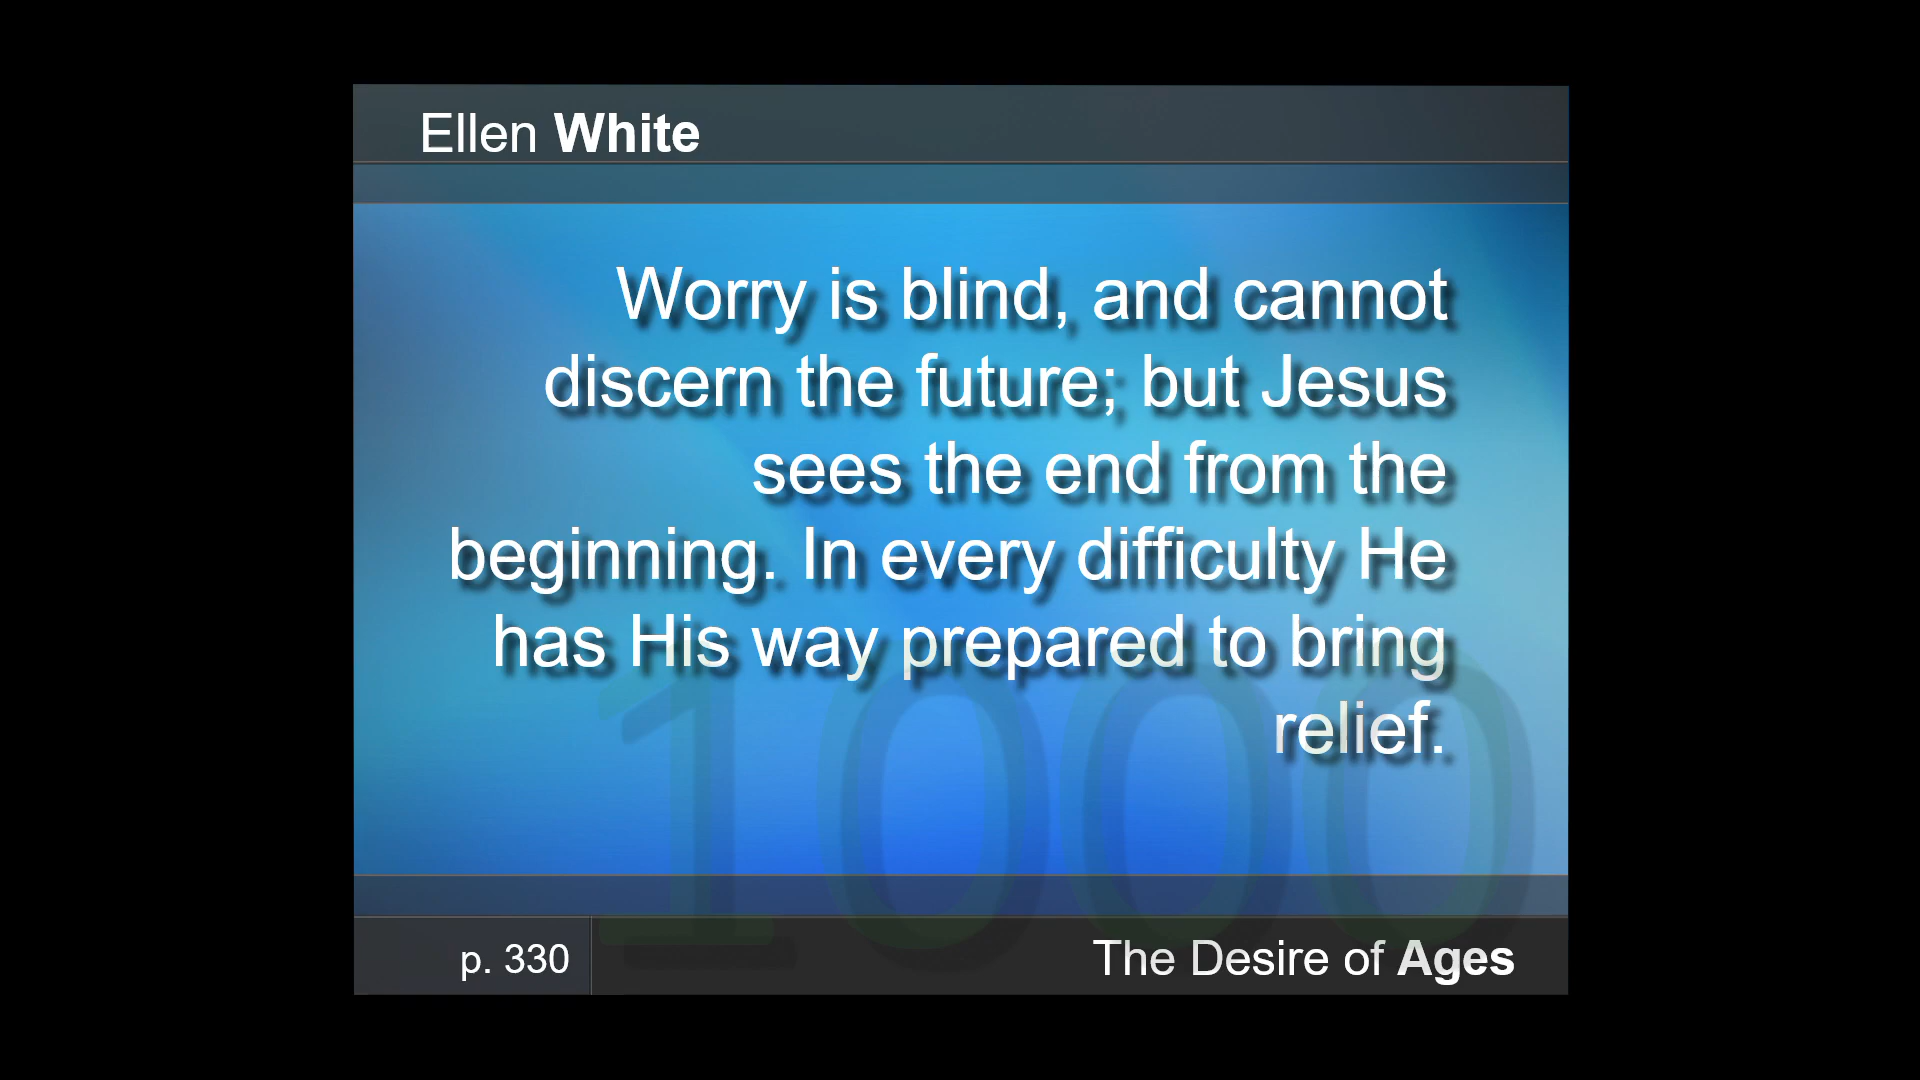 Ellen White
Worry is blind, and cannot
discern the future; but Jesus
sees the end from the
beginning. In every difficulty He
has His way prepared to bring
relief.
1000
p. 330
The Desire of Ages